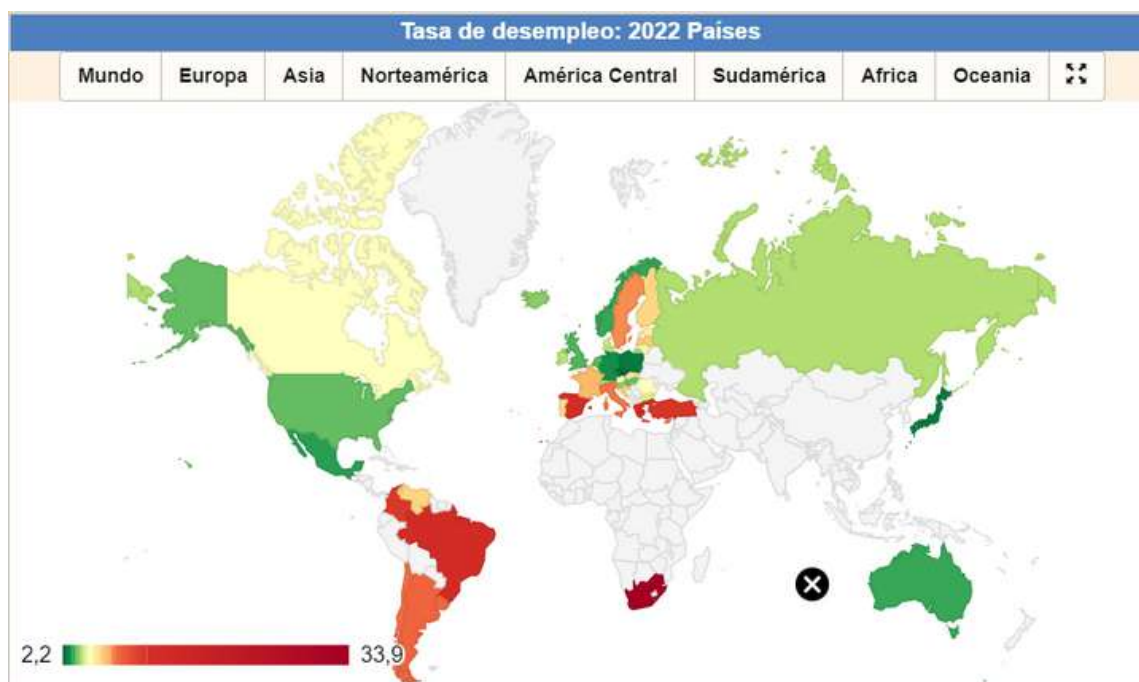 Tasa de desempleo: 2022 Países
Mundo Europa Asia Norteamérica América Central Sudamérica Africa Oceania
2,2 33,9